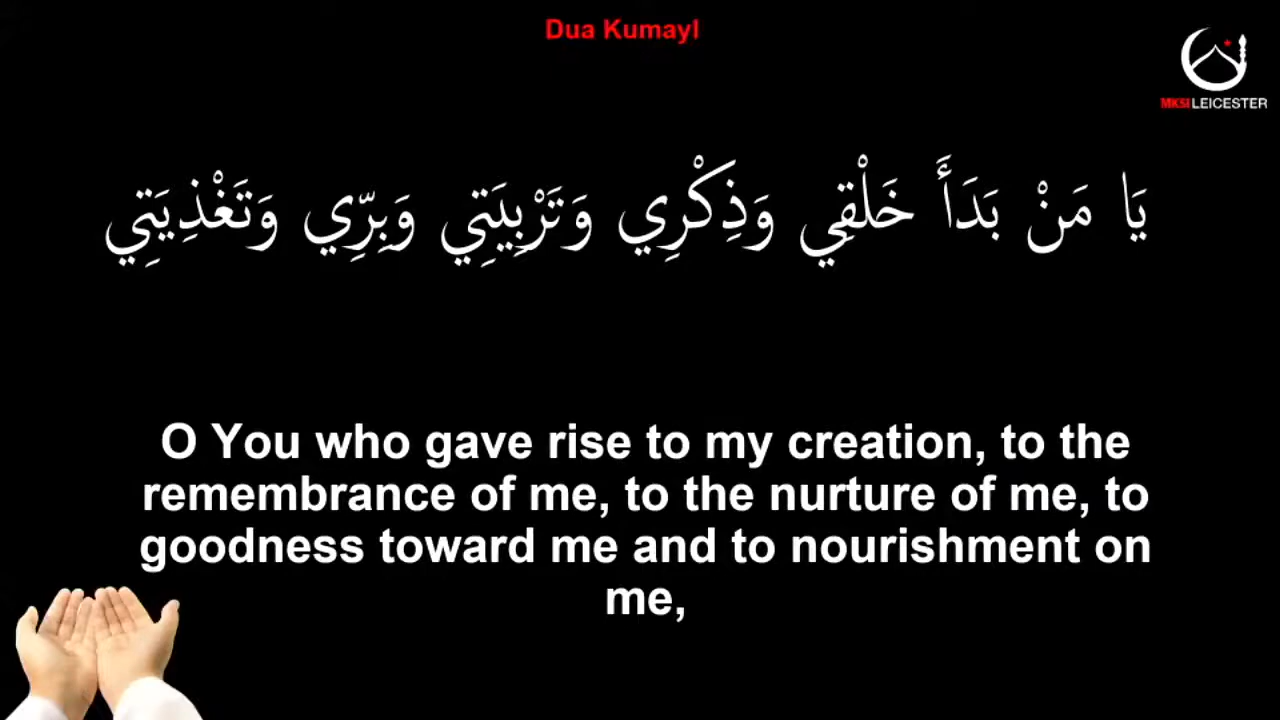 Dua Kumayl
MKSI LEICESTER
يَا مَنْ بَدَأَ خَلْقِي وَذِكْرِي وَتَرْبِيَتِي وَبِرِّي وَتَغْذِيَتِي
O You who gave rise to my creation, to the
remembrance of me, to the nurture of me, to
goodness toward me and to nourishment on
me,